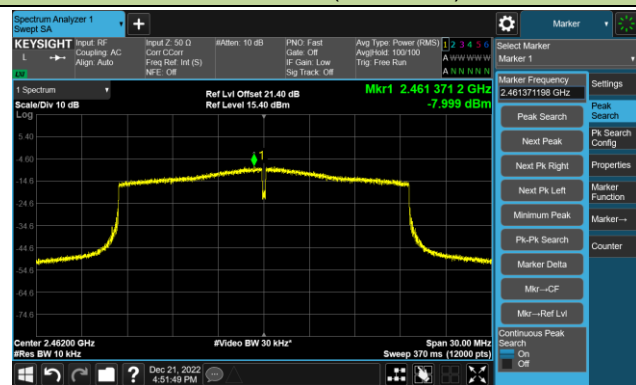 Spectrum Analyzer 1
Swept SA
Marker
KEYSIGHT
L
Input: RF
Coupling: AC
Align: Auto
Input Z: 50 Ω
Corr CCorr
Freq Ref: Int (S)
NFE: Off
#Atten: 10 dB
PNO: Fast
Gate: Off
IF Gain: Low
Sig Track: Off
Avg Type: Power (RMS)
Avg|Hold: 100/100
Trig: Free Run
1 2 3 4 5 6
A W W W W W
A N N N N N
Select Marker
Marker 1
1 Spectrum
Scale/Div 10 dB
Log
Ref Lvl Offset 21.40 dB
Ref Level 15.40 dBm
Mkr1 2.461 371 2 GHz
-7.999 dBm
5.40
-4.60
-14.6
-24.6
-34.6
-44.6
-54.6
-64.6
-74.6
1
Center 2.46200 GHz
#Res BW 10 kHz
#Video BW 30 kHz*
Span 30.00 MHz
Sweep 370 ms (12000 pts)
Marker Frequency
2.461371198 GHz
Peak Search
Next Peak
Next Pk Right
Next Pk Left
Minimum Peak
Pk-Pk Search
Marker Delta
Mkr→CF
Mkr→Ref Lvl
Continuous Peak
Search
On
Off
Settings
Peak
Search
Pk Search
Config
Properties
Marker
Function
Marker→
Counter
?
Dec 21, 2022
4:51:49 PM